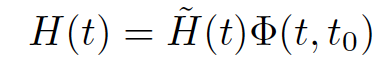 H(t) = H̃(t)Φ(t, t₀)